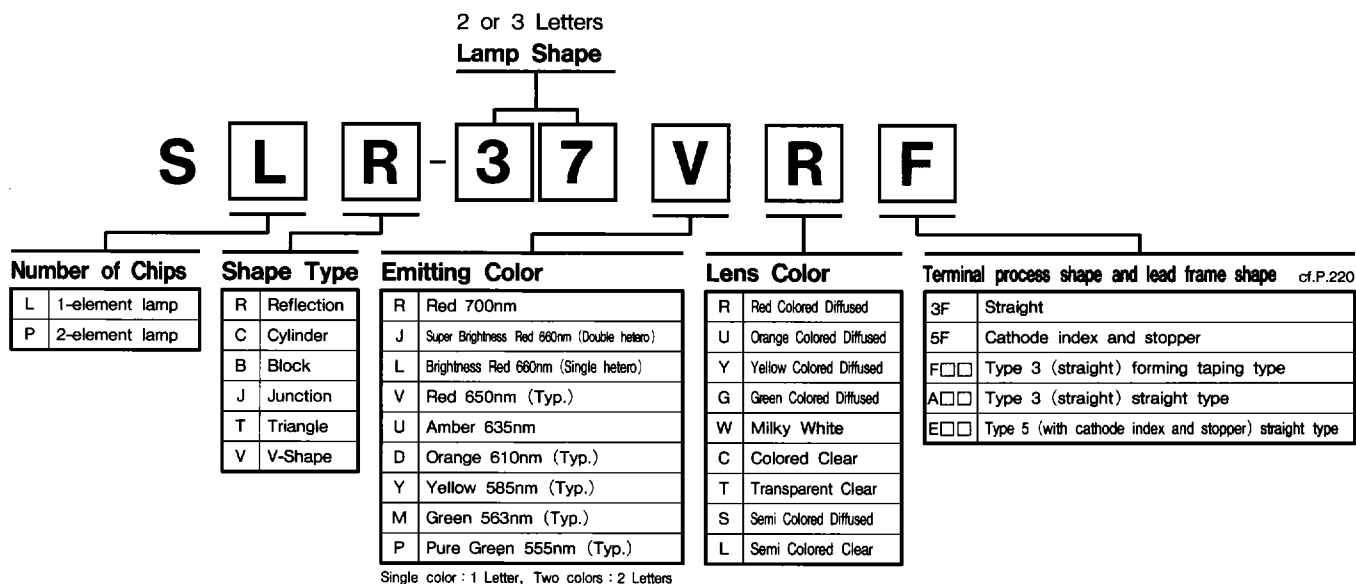 2 or 3 Letters
Lamp Shape
S L R - 3 7 V R F
Number of Chips
L 1-element lamp
P 2-element lamp
Shape Type
R Reflection
C Cylinder
B Block
J Junction
T Triangle
V V-Shape
Emitting Color
R Red 700nm
J Super Brightness Red 660nm (Double hetero)
L Brightness Red 660nm (Single hetero)
V Red 650nm (Typ.)
U Amber 635nm
D Orange 610nm (Typ.)
Y Yellow 585nm (Typ.)
M Green 563nm (Typ.)
P Pure Green 555nm (Typ.)
Single color : 1 Letter, Two colors : 2 Letters
Lens Color
R Red Colored Diffused
U Orange Colored Diffused
Y Yellow Colored Diffused
G Green Colored Diffused
W Milky White
C Colored Clear
T Transparent Clear
S Semi Colored Diffused
L Semi Colored Clear
Terminal process shape and lead frame shape cf.P.220
3F Straight
5F Cathode index and stopper
F□□ Type 3 (straight) forming taping type
A□□ Type 3 (straight) straight type
E□□ Type 5 (with cathode index and stopper) straight type